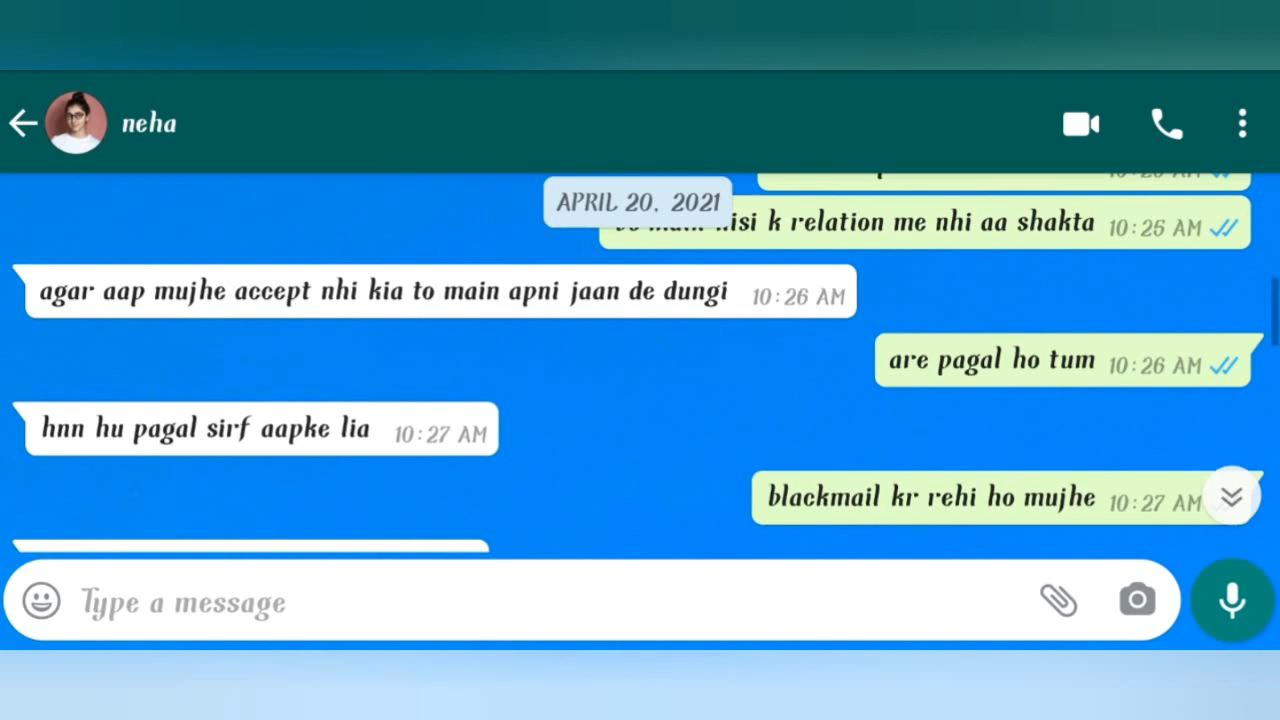 neha
APRIL 20, 2021
kisi k relation me nhi aa shakta 10:25 AM
agar aap mujhe accept nhi kia to main apni jaan de dungi 10:26 AM
are pagal ho tum 10:26 AM
hnn hu pagal sirf aapke lia 10:27 AM
blackmail kr rehi ho mujhe 10:27 AM
Type a message